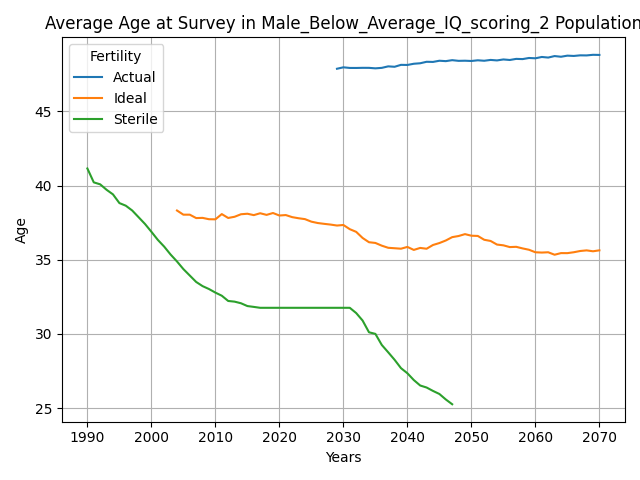 Average Age at Survey in Male_Below_Average_IQ_scoring_2 Population
Fertility
Actual
Ideal
Sterile
45
40
35
30
25
Age
1990 2000 2010 2020 2030 2040 2050 2060 2070
Years